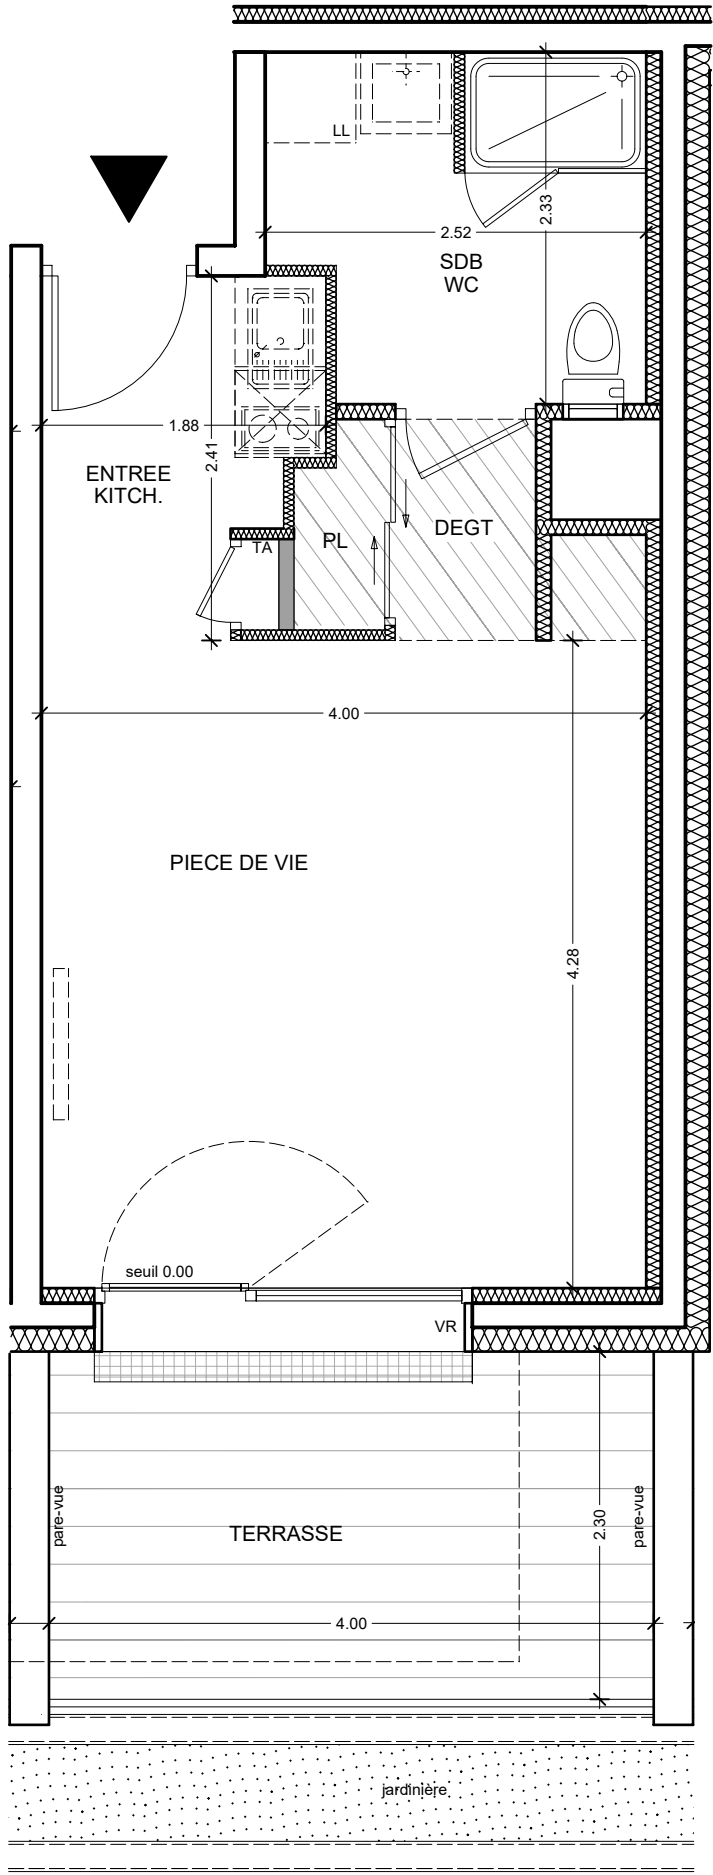 LL
2.33
2.52
SDB
WC
1.88
2.41
ENTREE
KITCH.
TA
PL
DEGT
4.00
PIECE DE VIE
4.28
seuil 0.00
VR
pare-vue
TERRASSE
2.30
pare-vue
4.00
jardinière